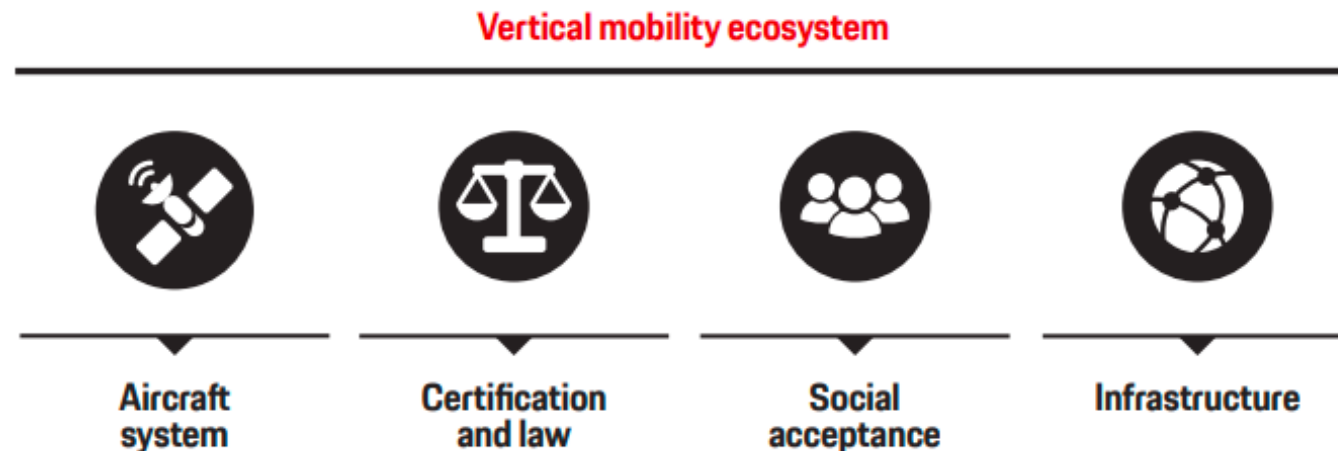 Vertical mobility ecosystem
Aircraft
system
Certification
and law
Social
acceptance
Infrastructure